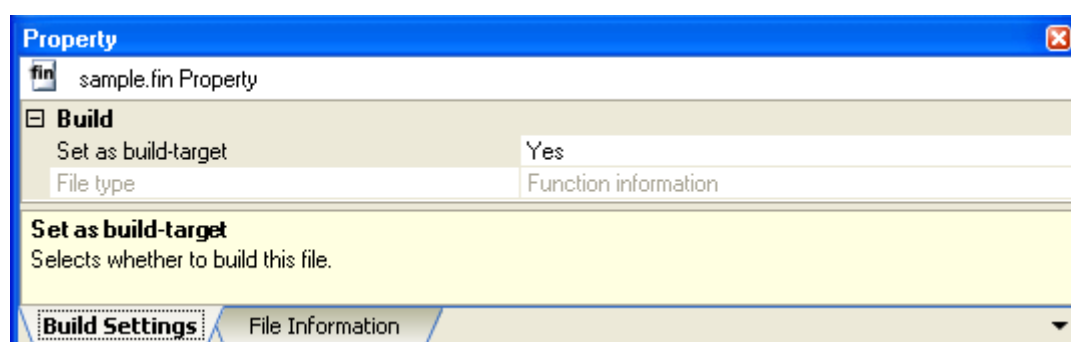 Property
fin sample.fin Property
Build
Set as build-target Yes
File type Function information
Set as build-target
Selects whether to build this file.
Build Settings File Information